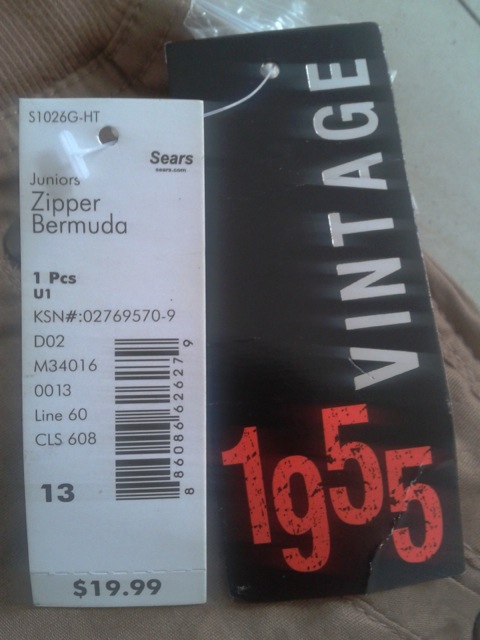 S1026G-HT
Sears
sears.com
Juniors
Zipper
Bermuda
1 Pcs
U1
KSN#:02769570-9
D02
M34016
0013
Line 60
CLS 608
13
8 86086 62627 9
$19.99
VINTAGE
1955